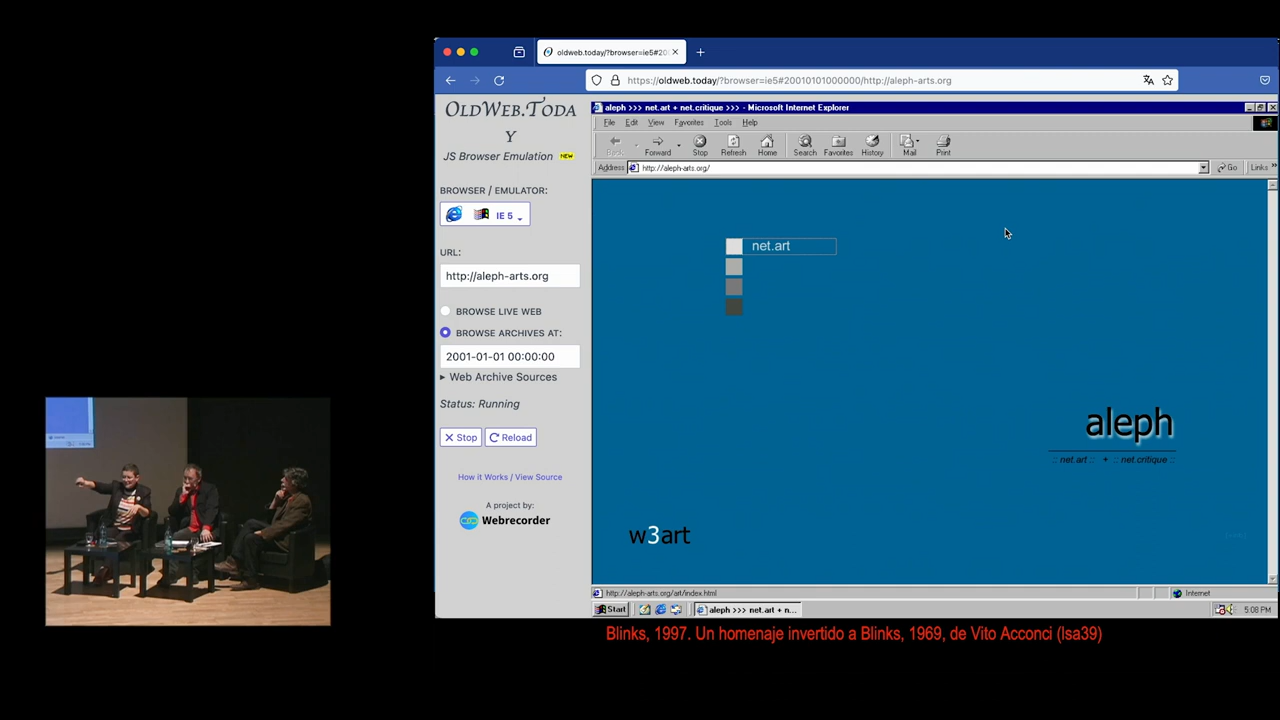 oldweb.today/?browser=ie5#20
https://oldweb.today/?browser=ie5#20010101000000/http://aleph-arts.org
OLDWEB.TODA
Y
JS Browser Emulation NEW
BROWSER / EMULATOR:
IE 5
URL:
http://aleph-arts.org
BROWSE LIVE WEB
BROWSE ARCHIVES AT:
2001-01-01 00:00:00
Web Archive Sources
Status: Running
Stop
Reload
How it Works / View Source
A project by:
Webrecorder
aleph >>> net.art + net.critique >>> - Microsoft Internet Explorer
File Edit View Favorites Tools Help
Back Forward Stop Refresh Home Search Favorites History Mail Print
Address http://aleph-arts.org/ Go Links »
net.art
aleph
:: net.art :: + :: net.critique ::
w3art
http://aleph-arts.org/art/index.html Internet
Start aleph >>> net.art + n... 5:08 PM
Blinks, 1997. Un homenaje invertido a Blinks, 1969, de Vito Acconci (Isa39)